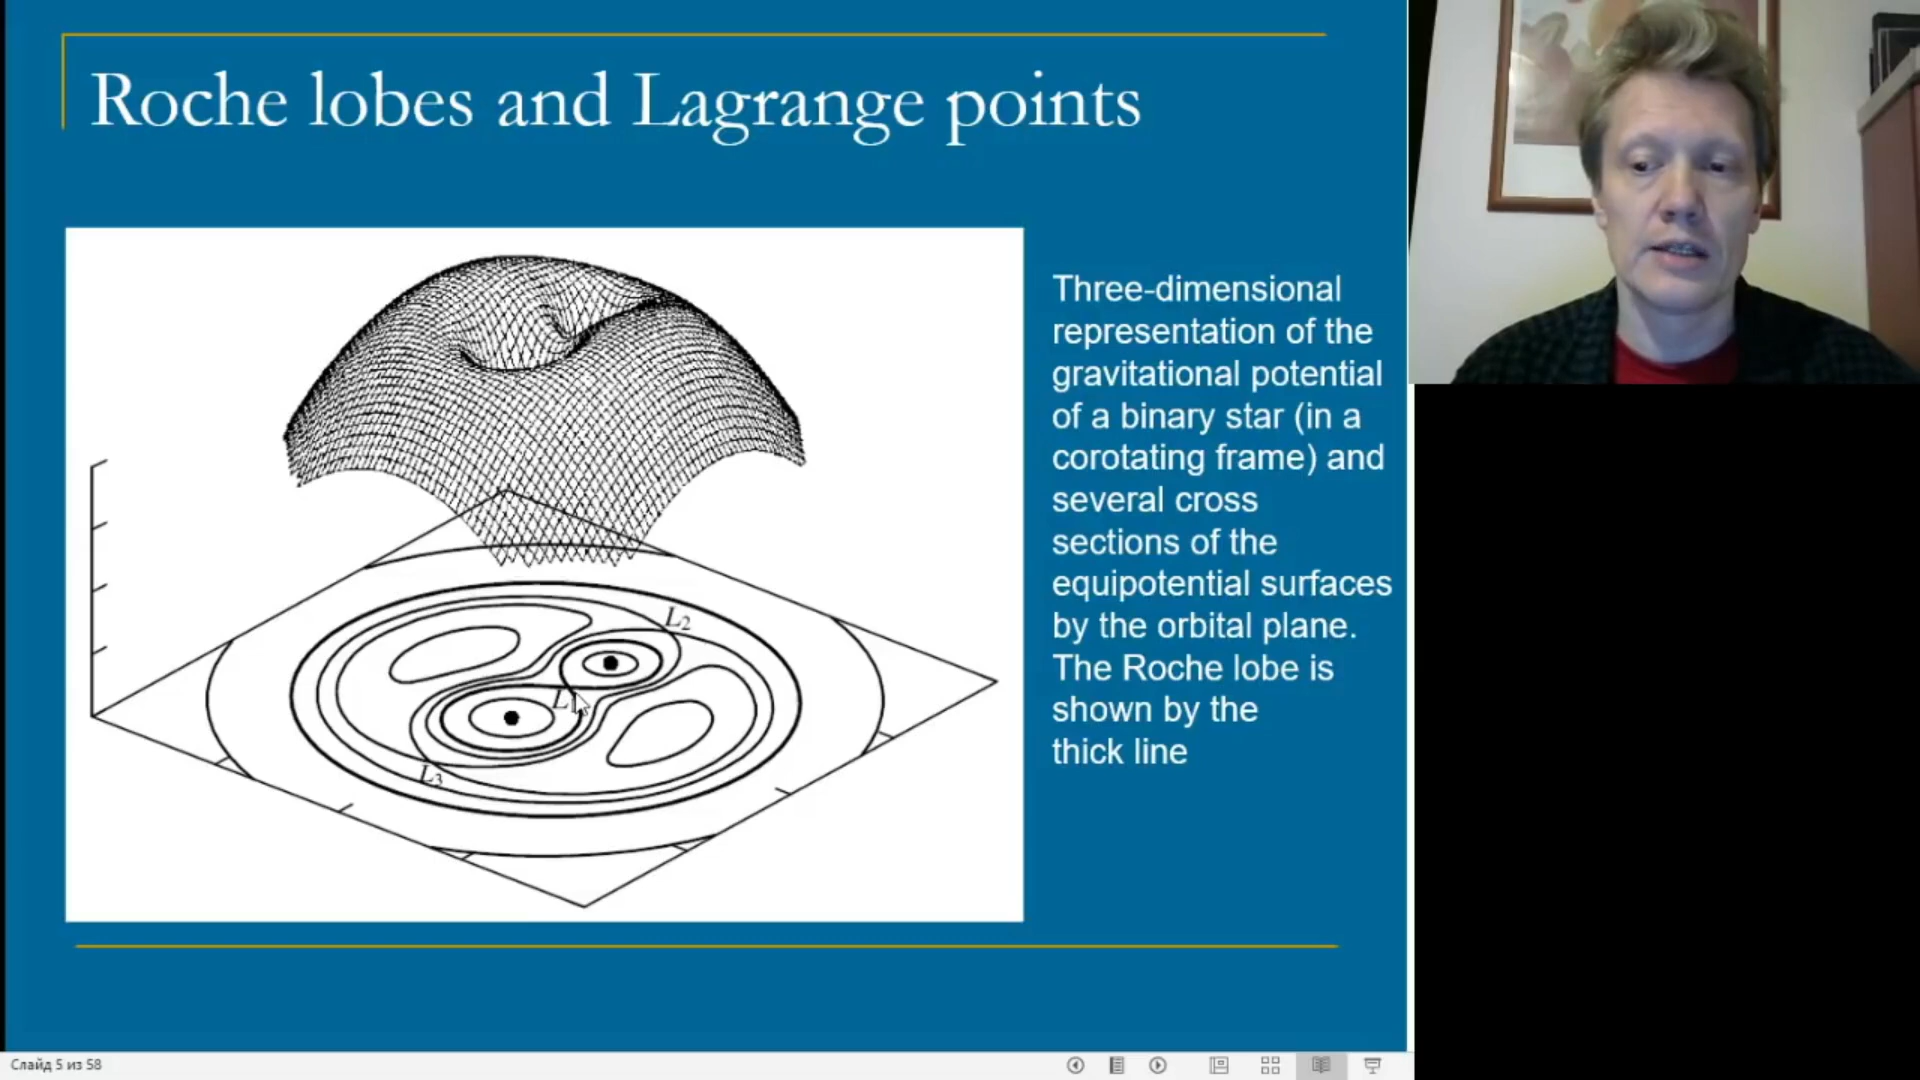 Roche lobes and Lagrange points
Three-dimensional
representation of the
gravitational potential
of a binary star (in a
corotating frame) and
several cross
sections of the
equipotential surfaces
by the orbital plane.
The Roche lobe is
shown by the
thick line
L2
L1
L3
Слайд 5 из 58